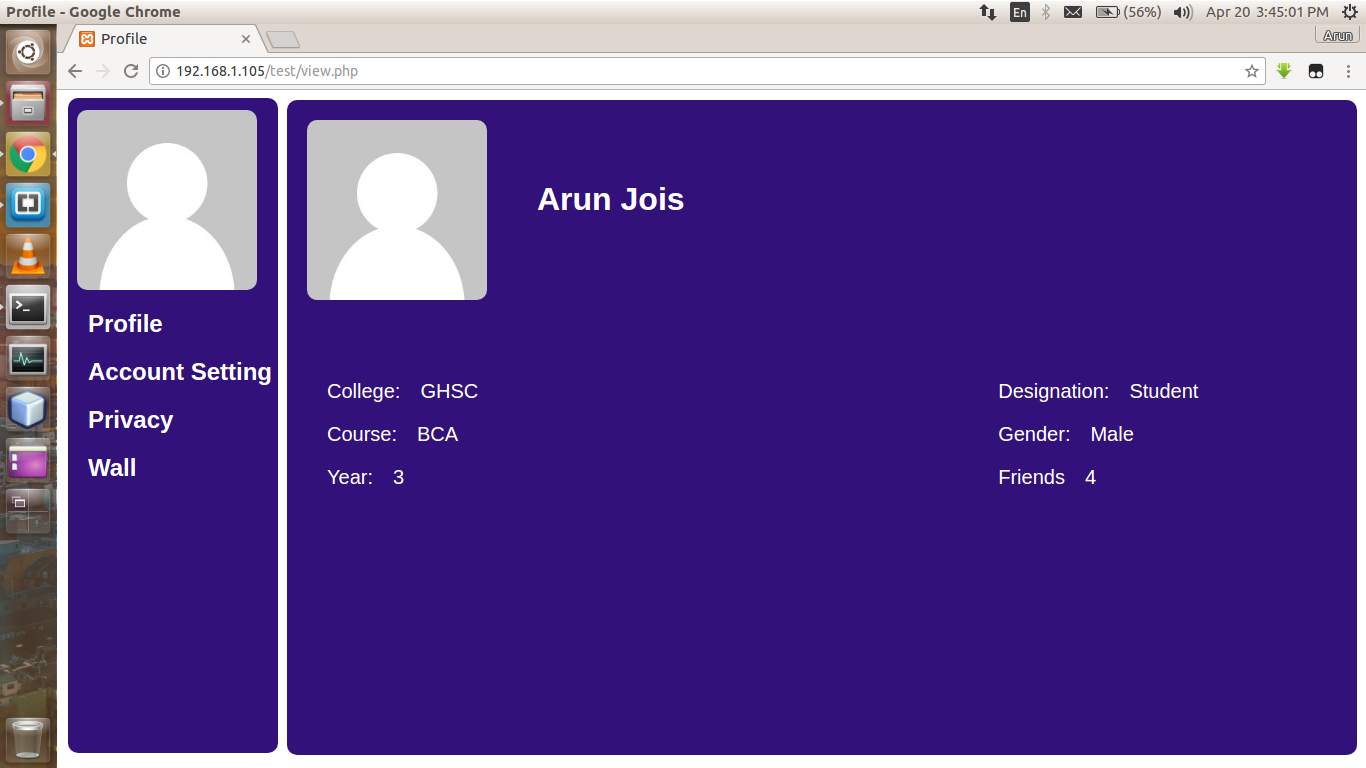 Profile - Google Chrome
En
(56%)
Apr 20 3:45:01 PM
Profile
Arun
192.168.1.105/test/view.php
Arun Jois
Profile
Account Setting
Privacy
Wall
College: GHSC
Designation: Student
Course: BCA
Gender: Male
Year: 3
Friends 4